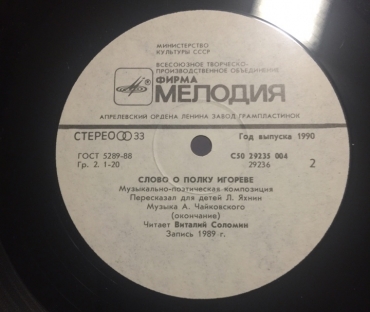 МИНИСТЕРСТВО
КУЛЬТУРЫ СССР
ВСЕСОЮЗНОЕ ТВОРЧЕСКО-
ПРОИЗВОДСТВЕННОЕ ОБЪЕДИНЕНИЕ
ФИРМА
МЕЛОДИЯ
АПРЕЛЕВСКИЙ ОРДЕНА ЛЕНИНА ЗАВОД ГРАМПЛАСТИНОК
СТЕРЕО 33
Год выпуска 1990
ГОСТ 5289-88
С50 29235 004
Гр. 2. 1-20
29236
2
СЛОВО О ПОЛКУ ИГОРЕВЕ
Музыкально-поэтическая композиция
Пересказал для детей Л. Яхнин
Музыка А. Чайковского
(окончание)
Читает Виталий Соломин
Запись 1989 г.